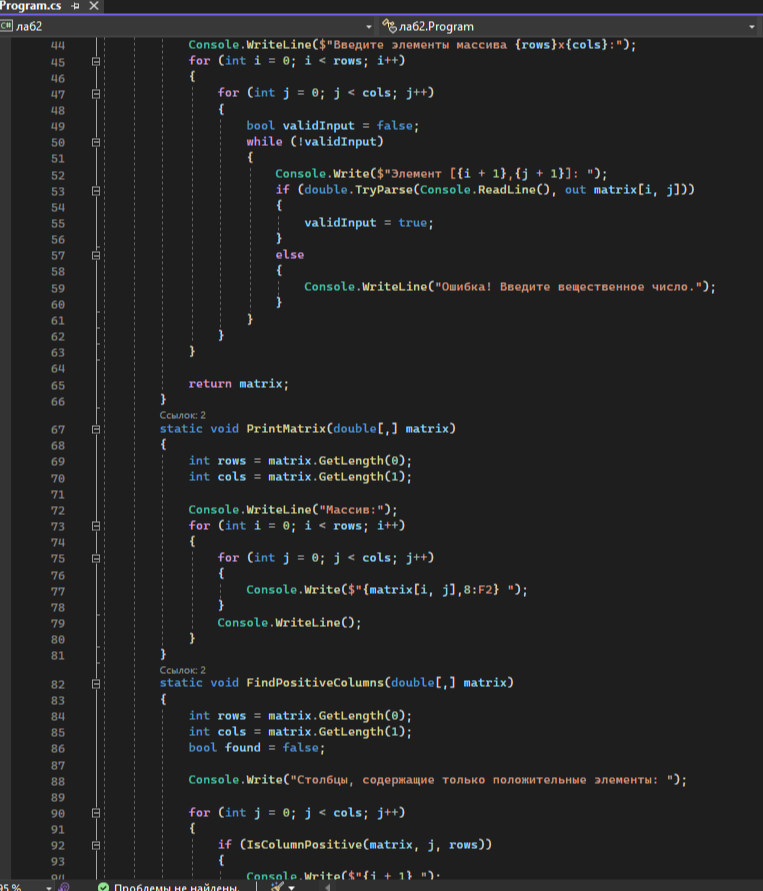 Program.cs
C# ла62 ла62.Program
44 Console.WriteLine($"Введите элементы массива {rows}x{cols}:");
45 for (int i = 0; i < rows; i++)
46 {
47 for (int j = 0; j < cols; j++)
48 {
49 bool validInput = false;
50 while (!validInput)
51 {
52 Console.Write($"Элемент [{i + 1},{j + 1}]: ");
53 if (double.TryParse(Console.ReadLine(), out matrix[i, j]))
54 {
55 validInput = true;
56 }
57 else
58 {
59 Console.WriteLine("Ошибка! Введите вещественное число.");
60 }
61 }
62 }
63 }
64
65 return matrix;
66 }
Ссылок: 2
67 static void PrintMatrix(double[,] matrix)
68 {
69 int rows = matrix.GetLength(0);
70 int cols = matrix.GetLength(1);
71
72 Console.WriteLine("Массив:");
73 for (int i = 0; i < rows; i++)
74 {
75 for (int j = 0; j < cols; j++)
76 {
77 Console.Write($"{matrix[i, j],8:F2} ");
78 }
79 Console.WriteLine();
80 }
81 }
Ссылок: 2
82 static void FindPositiveColumns(double[,] matrix)
83 {
84 int rows = matrix.GetLength(0);
85 int cols = matrix.GetLength(1);
86 bool found = false;
87
88 Console.Write("Столбцы, содержащие только положительные элементы: ");
89
90 for (int j = 0; j < cols; j++)
91 {
92 if (IsColumnPositive(matrix, j, rows))
93 {
94 Console.Write($"{j + 1} ");
95 % Проблемы не найдены.